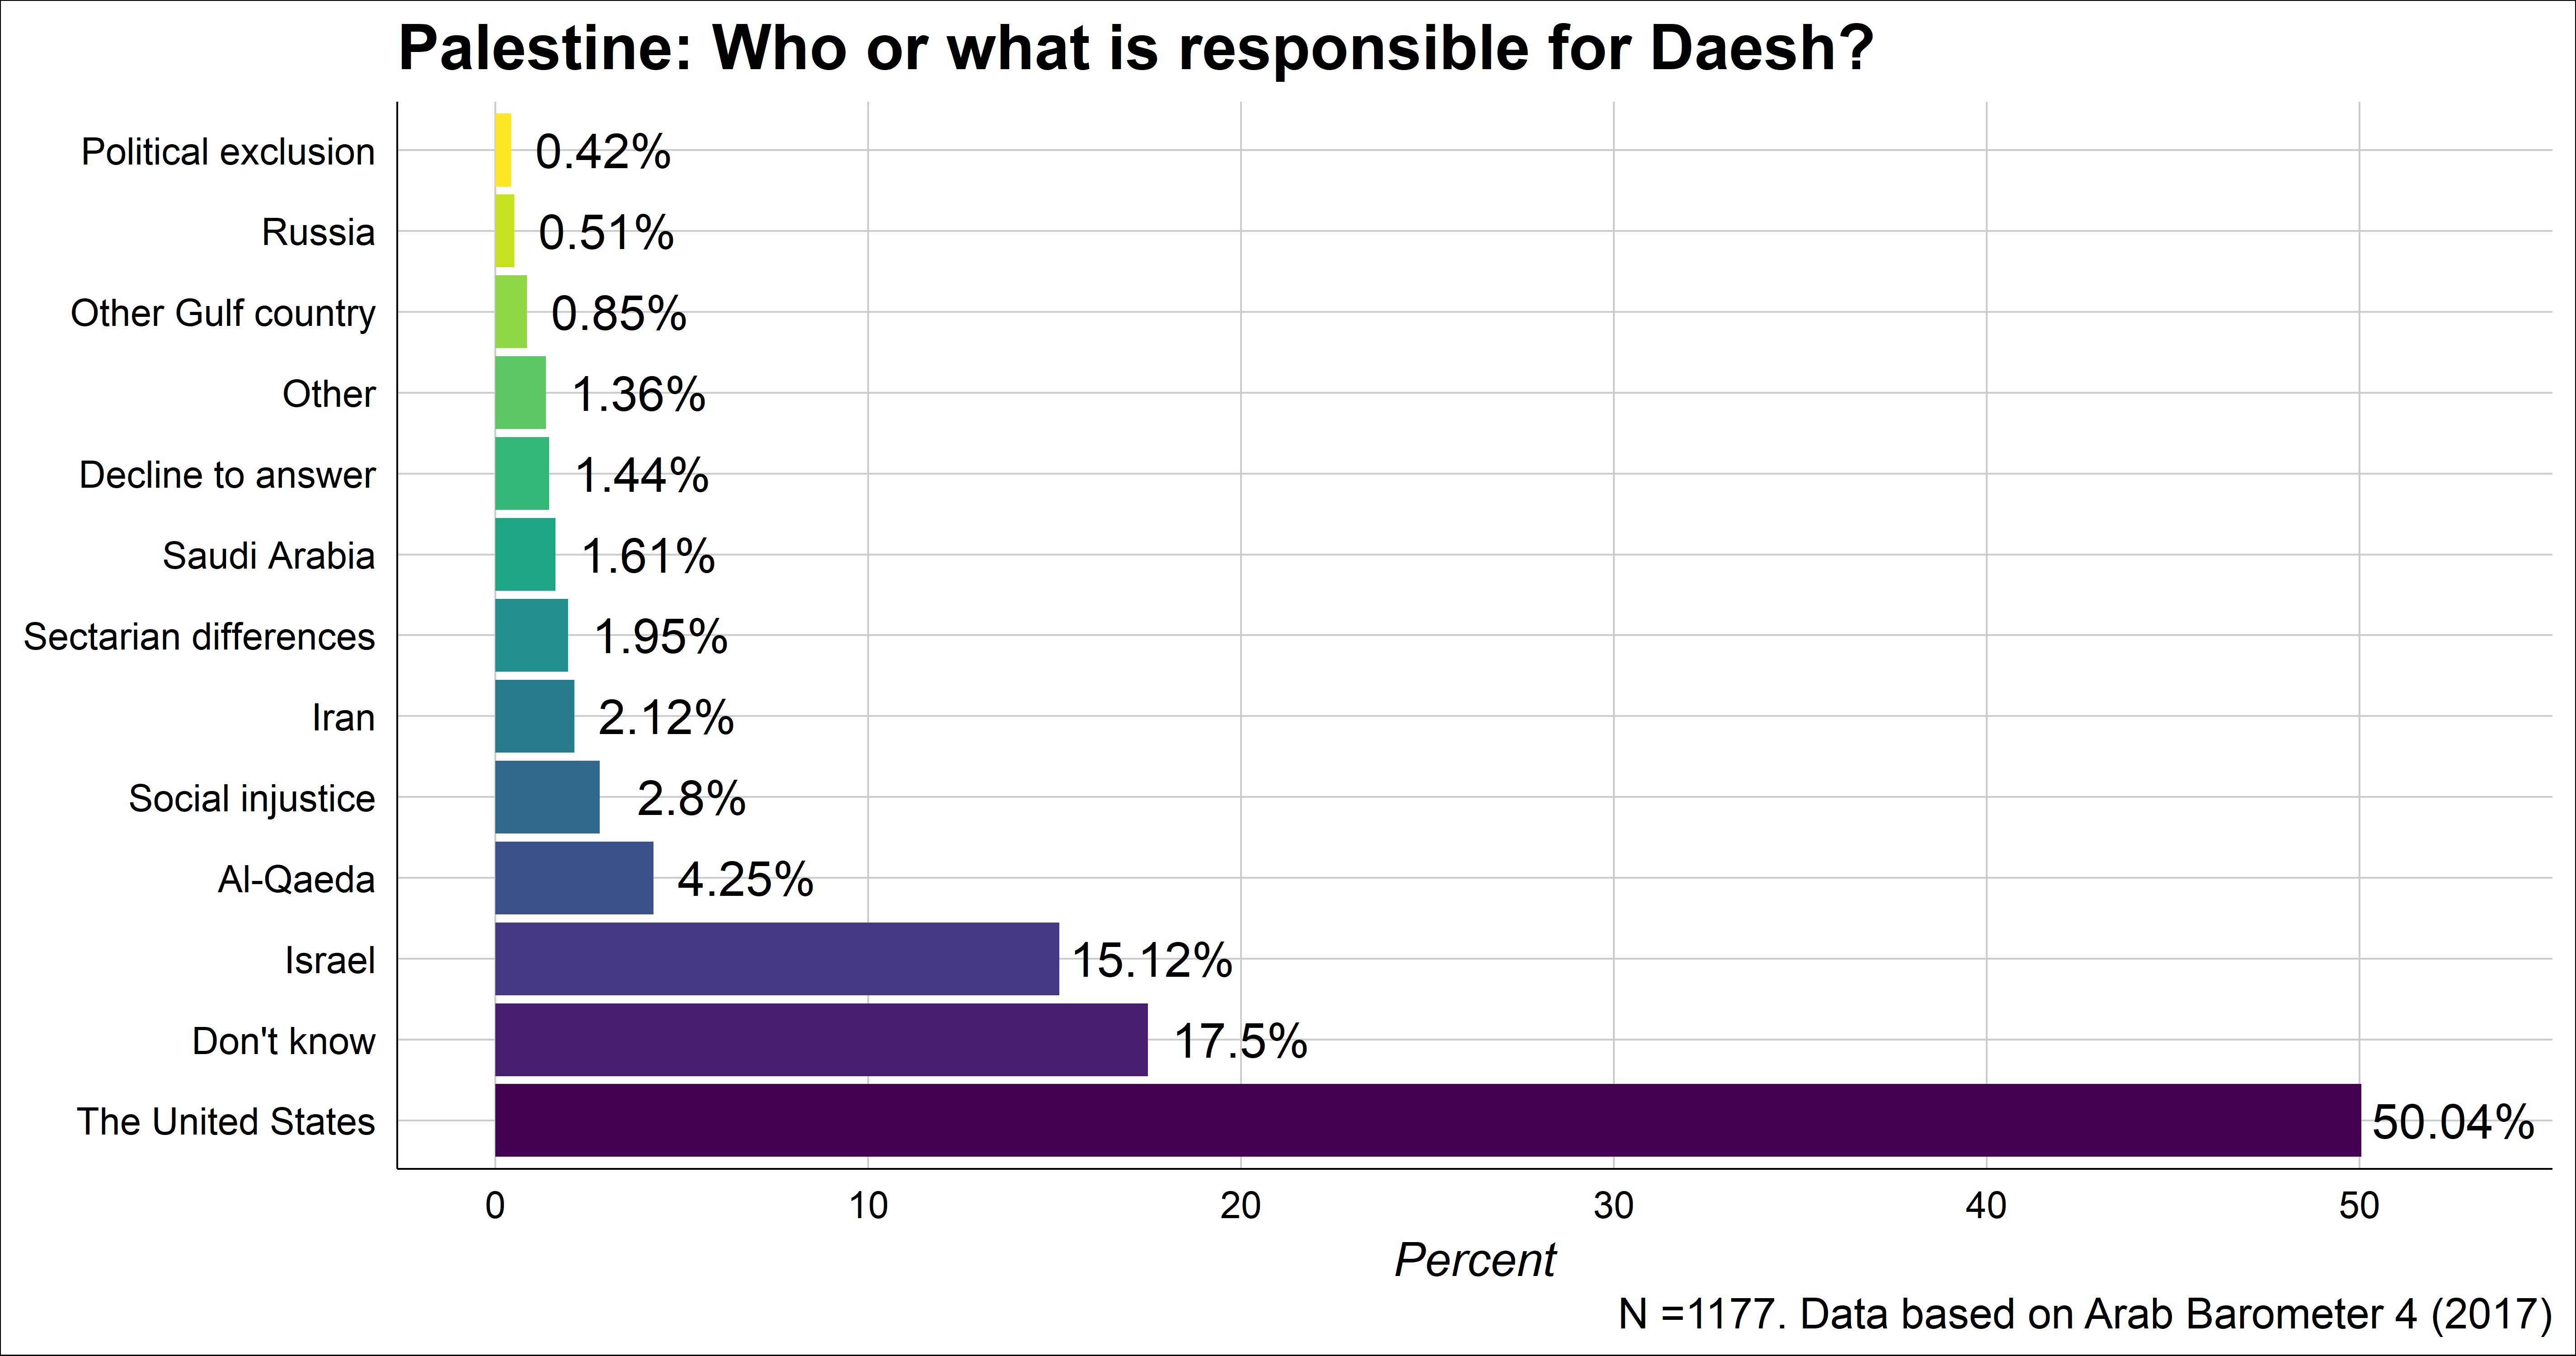 Palestine: Who or what is responsible for Daesh?
Political exclusion 0.42%
Russia 0.51%
Other Gulf country 0.85%
Other 1.36%
Decline to answer 1.44%
Saudi Arabia 1.61%
Sectarian differences 1.95%
Iran 2.12%
Social injustice 2.8%
Al-Qaeda 4.25%
Israel 15.12%
Don't know 17.5%
The United States 50.04%
0 10 20 30 40 50
Percent
N =1177. Data based on Arab Barometer 4 (2017)